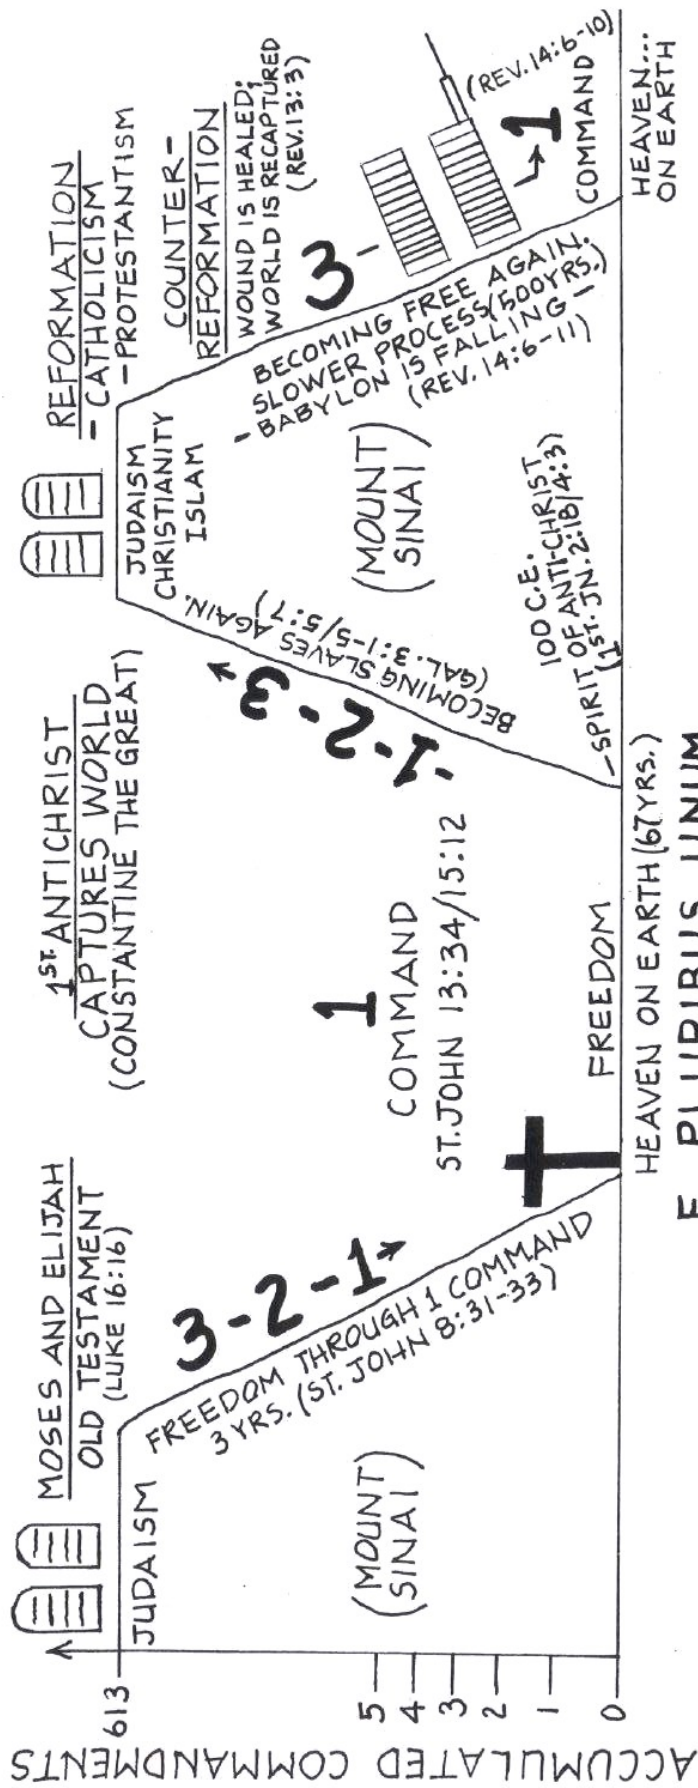 ACCUMULATED COMMANDMENTS
613
5
4
3
2
1
0
MOSES AND ELIJAH
OLD TESTAMENT
(LUKE 16:16)
JUDAISM
(MOUNT
SINAI)
3-2-1
FREEDOM THROUGH 1 COMMAND
3 YRS. (ST. JOHN 8:31-33)
1ST. ANTICHRIST
CAPTURES WORLD
(CONSTANTINE THE GREAT)
1
COMMAND
ST. JOHN 13:34/15:12
FREEDOM
HEAVEN ON EARTH (67 YRS.)
E PLURIBUS UNUM
-1-2-3
BECOMING SLAVES AGAIN.
(GAL. 3:1-5/5:7)
100 C.E.
-SPIRIT OF ANTI-CHRIST
(1ST. JN. 2:18/4:3)
JUDAISM
CHRISTIANITY
ISLAM
(MOUNT
SINAI)
REFORMATION
- CATHOLICISM
- PROTESTANTISM
COUNTER-
REFORMATION
WOUND IS HEALED;
WORLD IS RECAPTURED
(REV. 13:3)
3-
BECOMING FREE AGAIN.
SLOWER PROCESS (500 YRS.)
- BABYLON IS FALLING -
(REV. 14:6-11)
(REV. 14:6-10)
1
COMMAND
HEAVEN...
ON EARTH